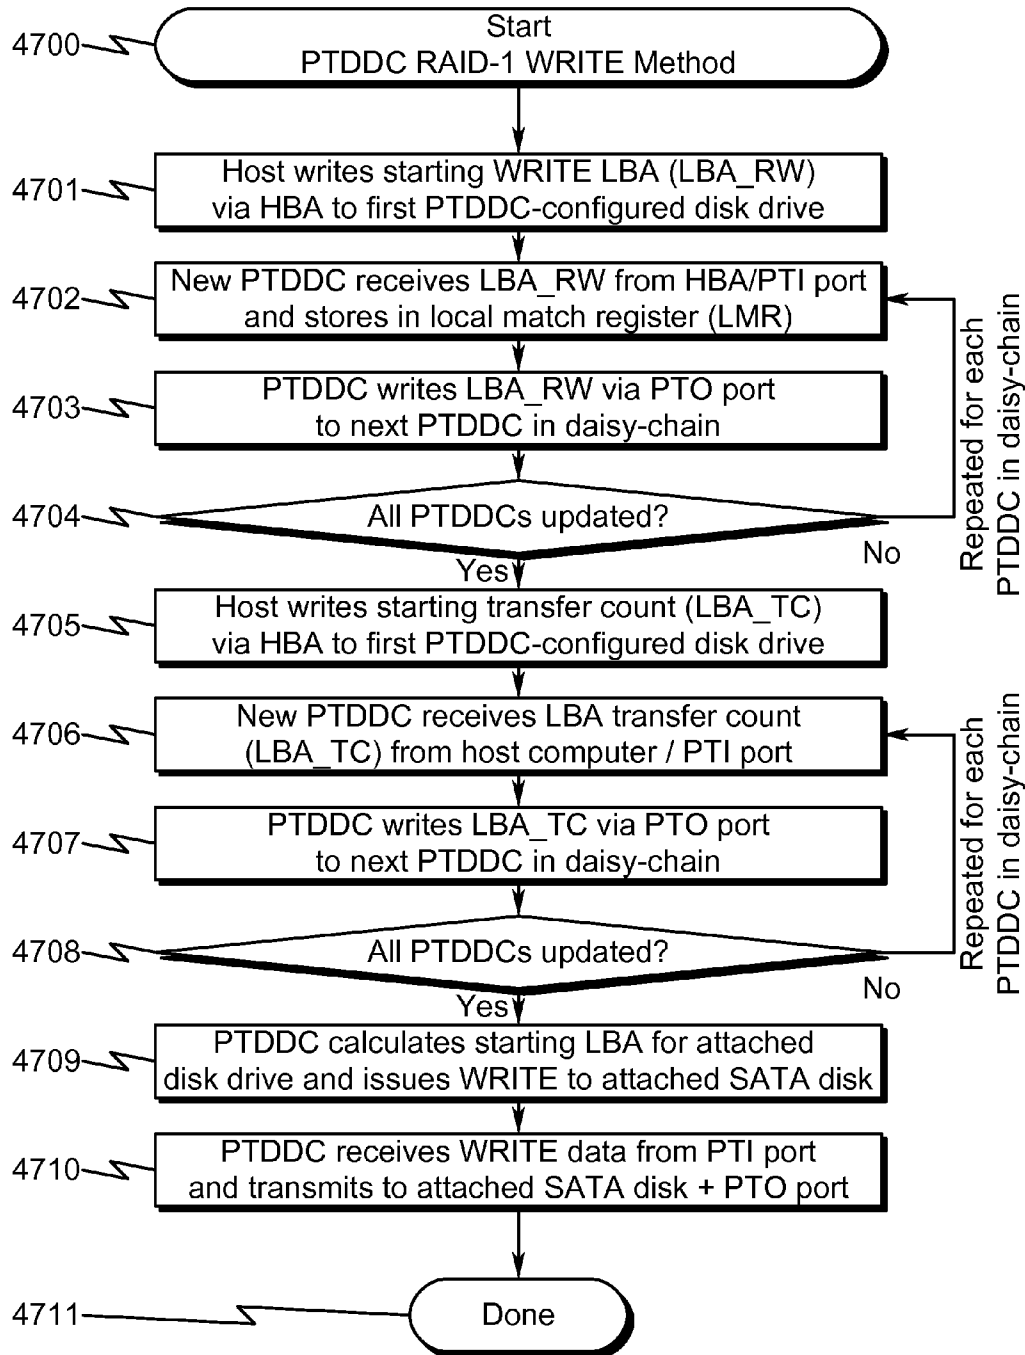 4700
Start
PTDDC RAID-1 WRITE Method
4701
Host writes starting WRITE LBA (LBA_RW)
via HBA to first PTDDC-configured disk drive
4702
New PTDDC receives LBA_RW from HBA/PTI port
and stores in local match register (LMR)
4703
PTDDC writes LBA_RW via PTO port
to next PTDDC in daisy-chain
4704
All PTDDCs updated?
No
Yes
Repeated for each
PTDDC in daisy-chain
4705
Host writes starting transfer count (LBA_TC)
via HBA to first PTDDC-configured disk drive
4706
New PTDDC receives LBA transfer count
(LBA_TC) from host computer / PTI port
4707
PTDDC writes LBA_TC via PTO port
to next PTDDC in daisy-chain
4708
All PTDDCs updated?
No
Yes
Repeated for each
PTDDC in daisy-chain
4709
PTDDC calculates starting LBA for attached
disk drive and issues WRITE to attached SATA disk
4710
PTDDC receives WRITE data from PTI port
and transmits to attached SATA disk + PTO port
4711
Done